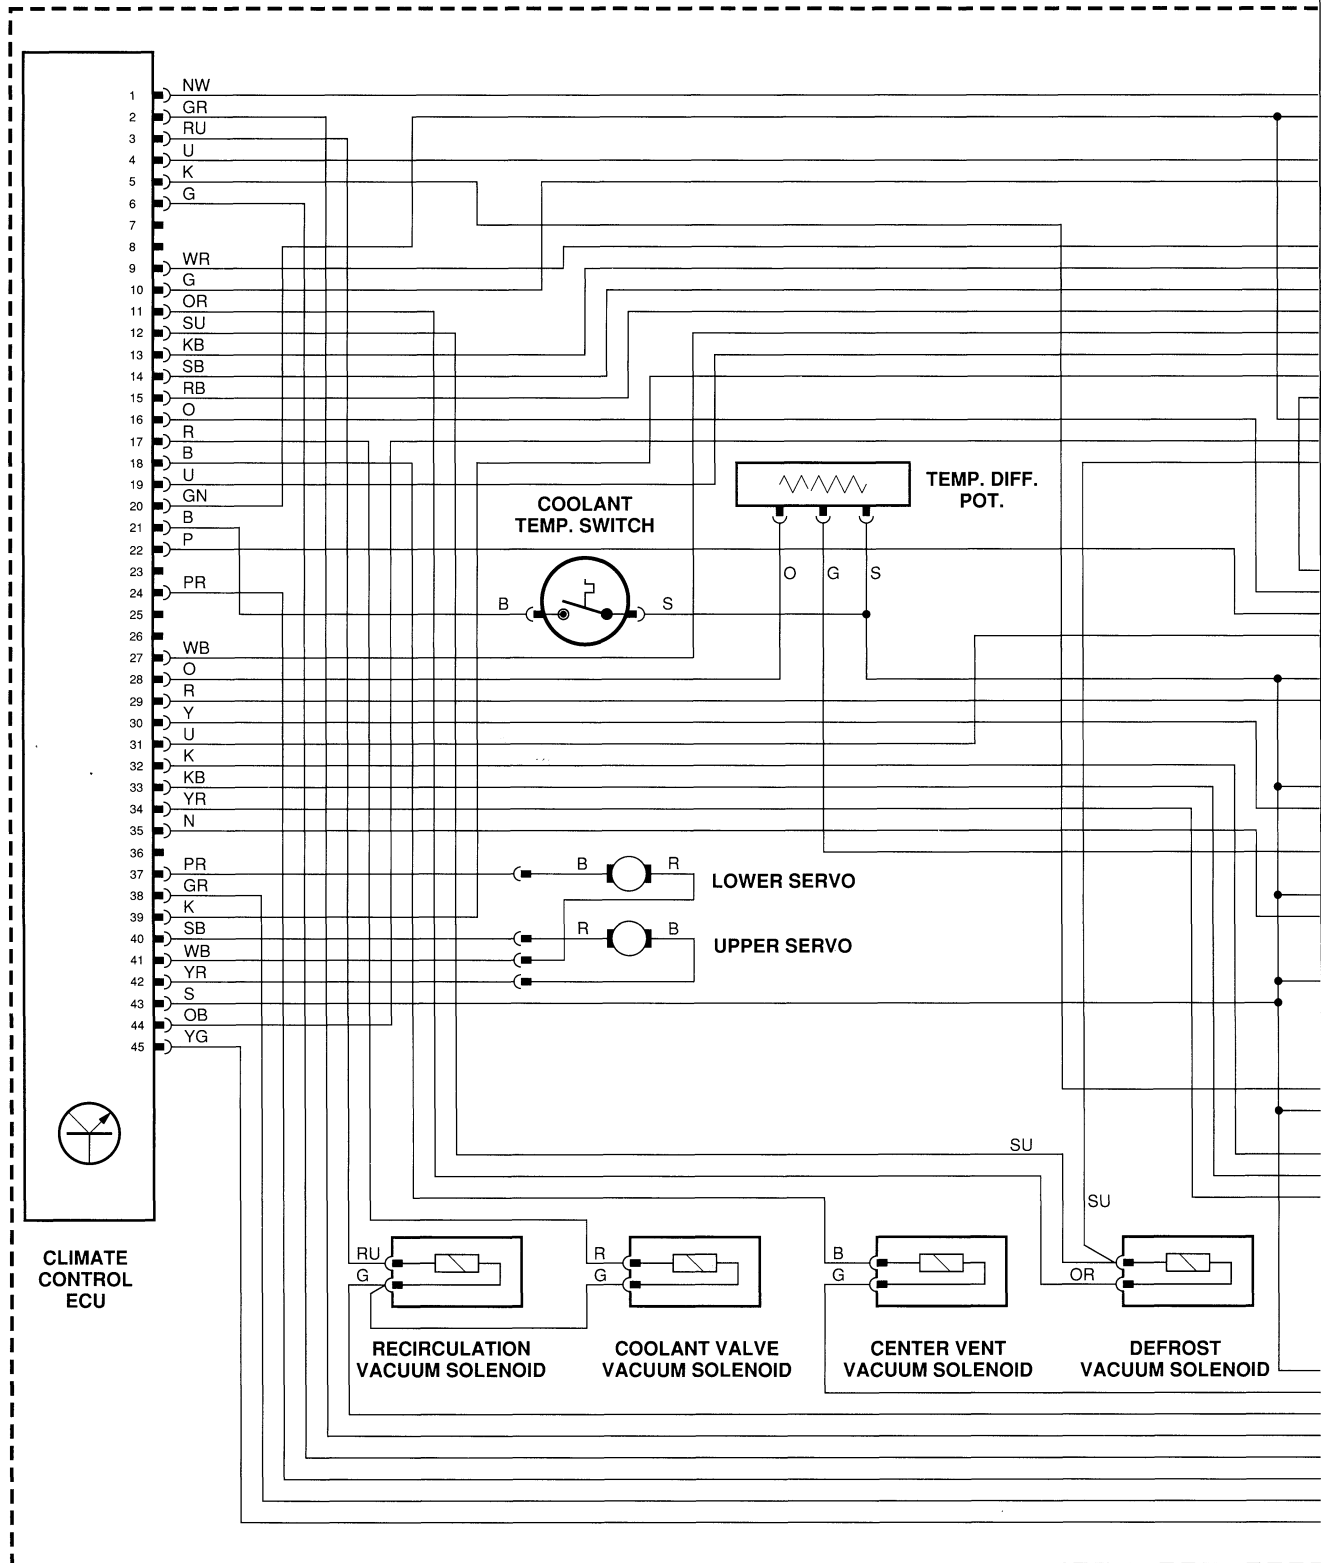 1 NW
2 GR
3 RU
4 U
5 K
6 G
7
8
9 WR
10 G
11 OR
12 SU
13 KB
14 SB
15 RB
16 O
17 R
18 B
19 U
20 GN
21 B
22 P
23
24 PR
25
26
27 WB
28 O
29 R
30 Y
31 U
32 K
33 KB
34 YR
35 N
36
37 PR
38 GR
39 K
40 SB
41 WB
42 YR
43 S
44 OB
45 YG
CLIMATE
CONTROL
ECU
COOLANT
TEMP. SWITCH
B S
TEMP. DIFF.
POT.
O G S
B R
LOWER SERVO
R B
UPPER SERVO
SU
SU
RU
G
RECIRCULATION
VACUUM SOLENOID
R
G
COOLANT VALVE
VACUUM SOLENOID
B
G
CENTER VENT
VACUUM SOLENOID
OR
DEFROST
VACUUM SOLENOID